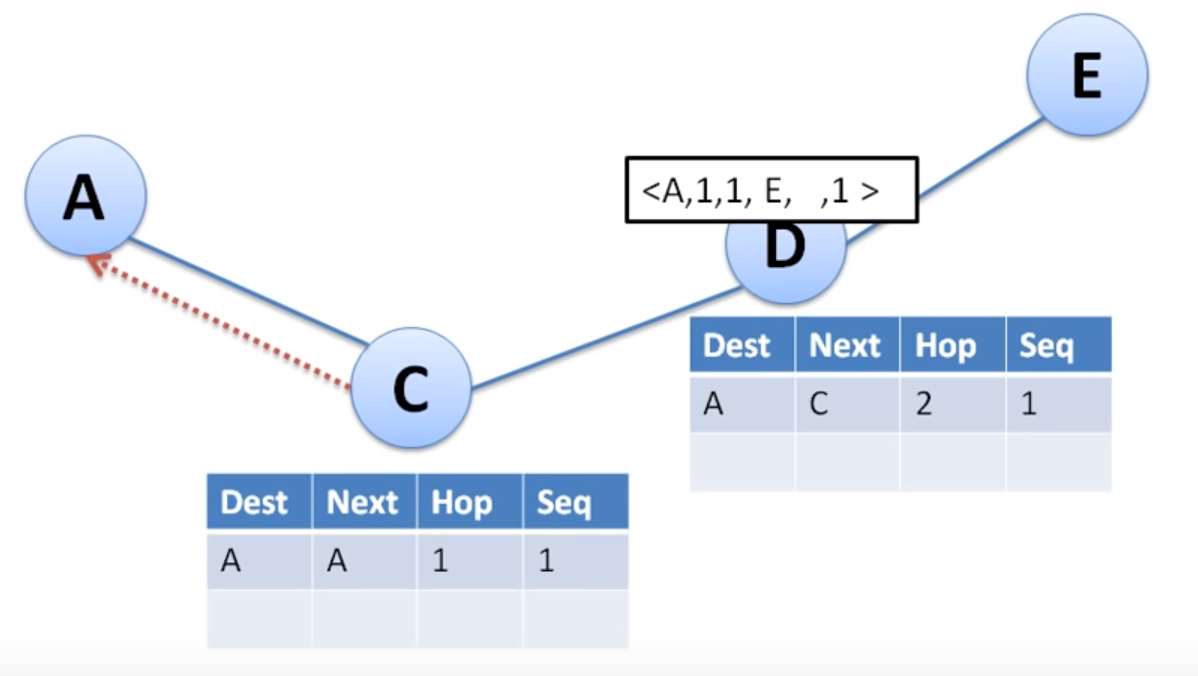 E
A
<A,1,1, E,   ,1 >
D
C
Dest Next Hop Seq
A C 2 1
Dest Next Hop Seq
A A 1 1